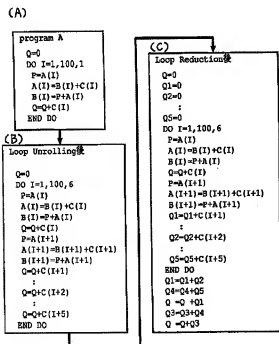 (A)
program A
Q=0
DO I=1,100,1
P=A(I)
A(I)=B(I)+C(I)
B(I)=P+A(I)
Q=Q+C(I)
END DO
(B)
Loop Unrolling後
Q=0
DO I=1,100,6
P=A(I)
A(I)=B(I)+C(I)
B(I)=P+A(I)
Q=Q+C(I)
P=A(I+1)
A(I+1)=B(I+1)+C(I+1)
B(I+1)=P+A(I+1)
Q=Q+C(I+1)
:
Q=Q+C(I+2)
:
Q=Q+C(I+5)
END DO
(C)
Loop Reduction後
Q=0
Q1=0
Q2=0
:
Q5=0
DO I=1,100,6
P=A(I)
A(I)=B(I)+C(I)
B(I)=P+A(I)
Q=Q+C(I)
P=A(I+1)
A(I+1)=B(I+1)+C(I+1)
B(I+1)=P+A(I+1)
Q1=Q1+C(I+1)
:
Q2=Q2+C(I+2)
:
Q5=Q5+C(I+5)
END DO
Q1=Q1+Q2
Q4=Q4+Q5
Q =Q +Q1
Q3=Q3+Q4
Q =Q+Q3